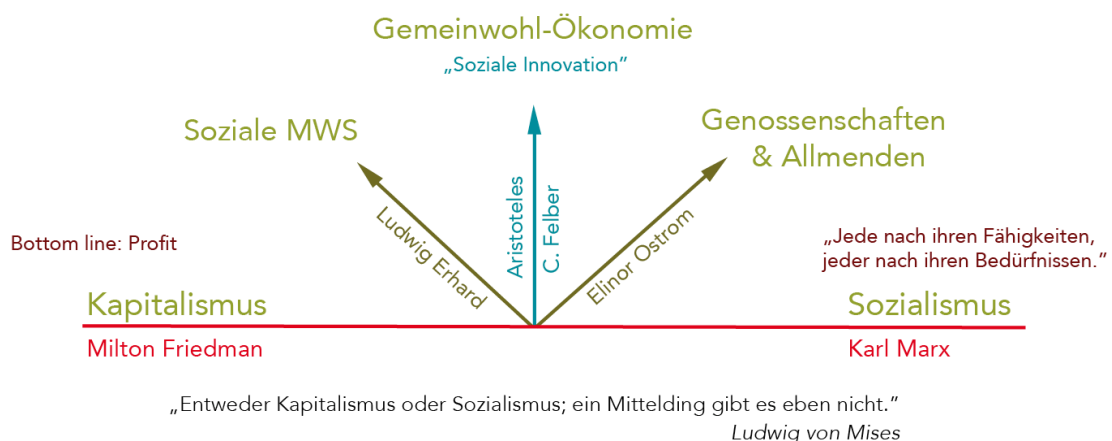 Gemeinwohl-Ökonomie
„Soziale Innovation”
Soziale MWS
Genossenschaften
& Allmenden
Ludwig Erhard
Aristoteles
C. Felber
Elinor Ostrom
Bottom line: Profit
„Jede nach ihren Fähigkeiten,
jeder nach ihren Bedürfnissen.”
Kapitalismus
Sozialismus
Milton Friedman
Karl Marx
„Entweder Kapitalismus oder Sozialismus; ein Mittelding gibt es eben nicht.”
Ludwig von Mises